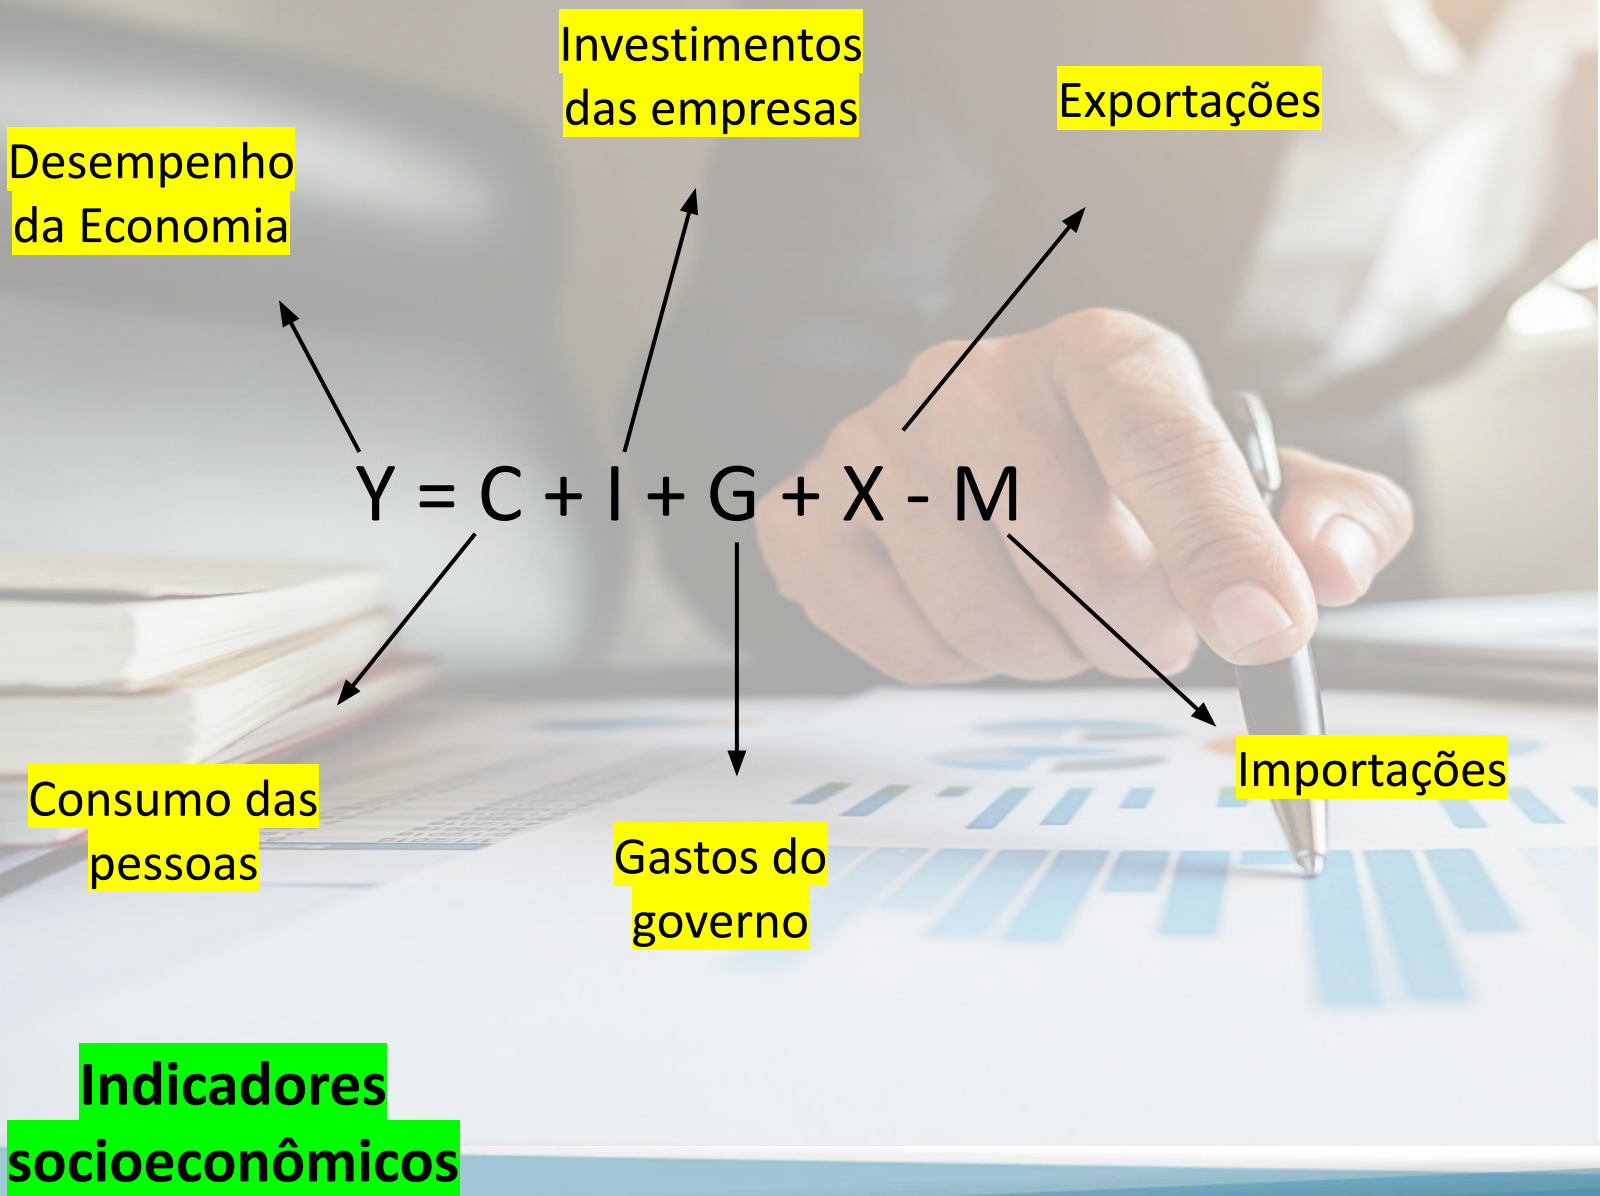 Investimentos
das empresas
Exportações
Desempenho
da Economia
Y = C + I + G + X - M
Consumo das
pessoas
Gastos do
governo
Importações
Indicadores
socioeconômicos